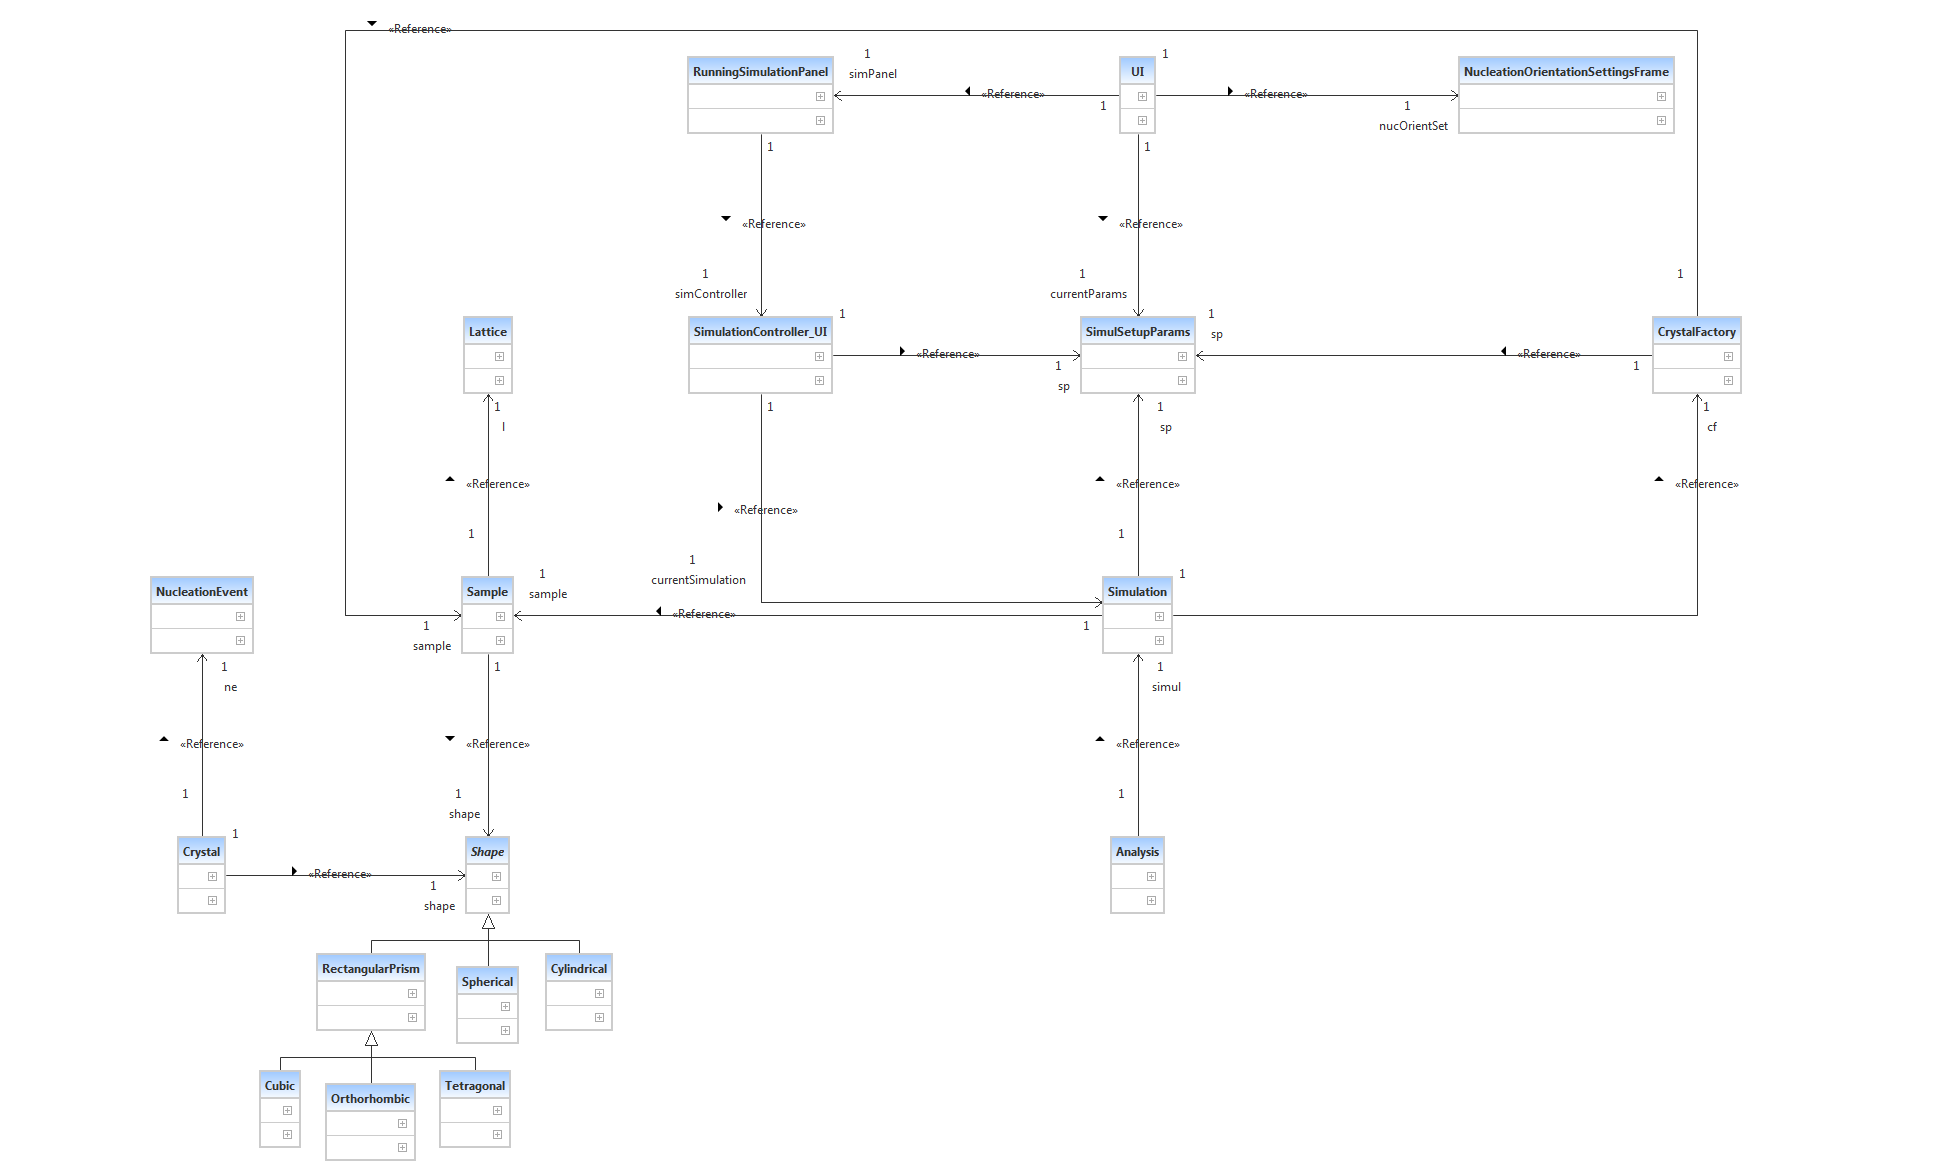 «Reference»
1
simPanel
1
RunningSimulationPanel
UI
NucleationOrientationSettingsFrame
«Reference»
«Reference»
1
1
nucOrientSet
1
1
«Reference»
«Reference»
1
simController
1
currentParams
1
1
1
sp
Lattice
SimulationController_UI
SimulSetupParams
CrystalFactory
«Reference»
«Reference»
1
sp
1
1
l
1
1
sp
1
cf
«Reference»
«Reference»
«Reference»
«Reference»
1
1
1
currentSimulation
1
sample
1
NucleationEvent
Sample
Simulation
«Reference»
1
sample
1
1
ne
1
1
simul
«Reference»
«Reference»
«Reference»
1
1
shape
1
1
Crystal
Shape
Analysis
«Reference»
1
shape
RectangularPrism
Spherical
Cylindrical
Cubic
Orthorhombic
Tetragonal